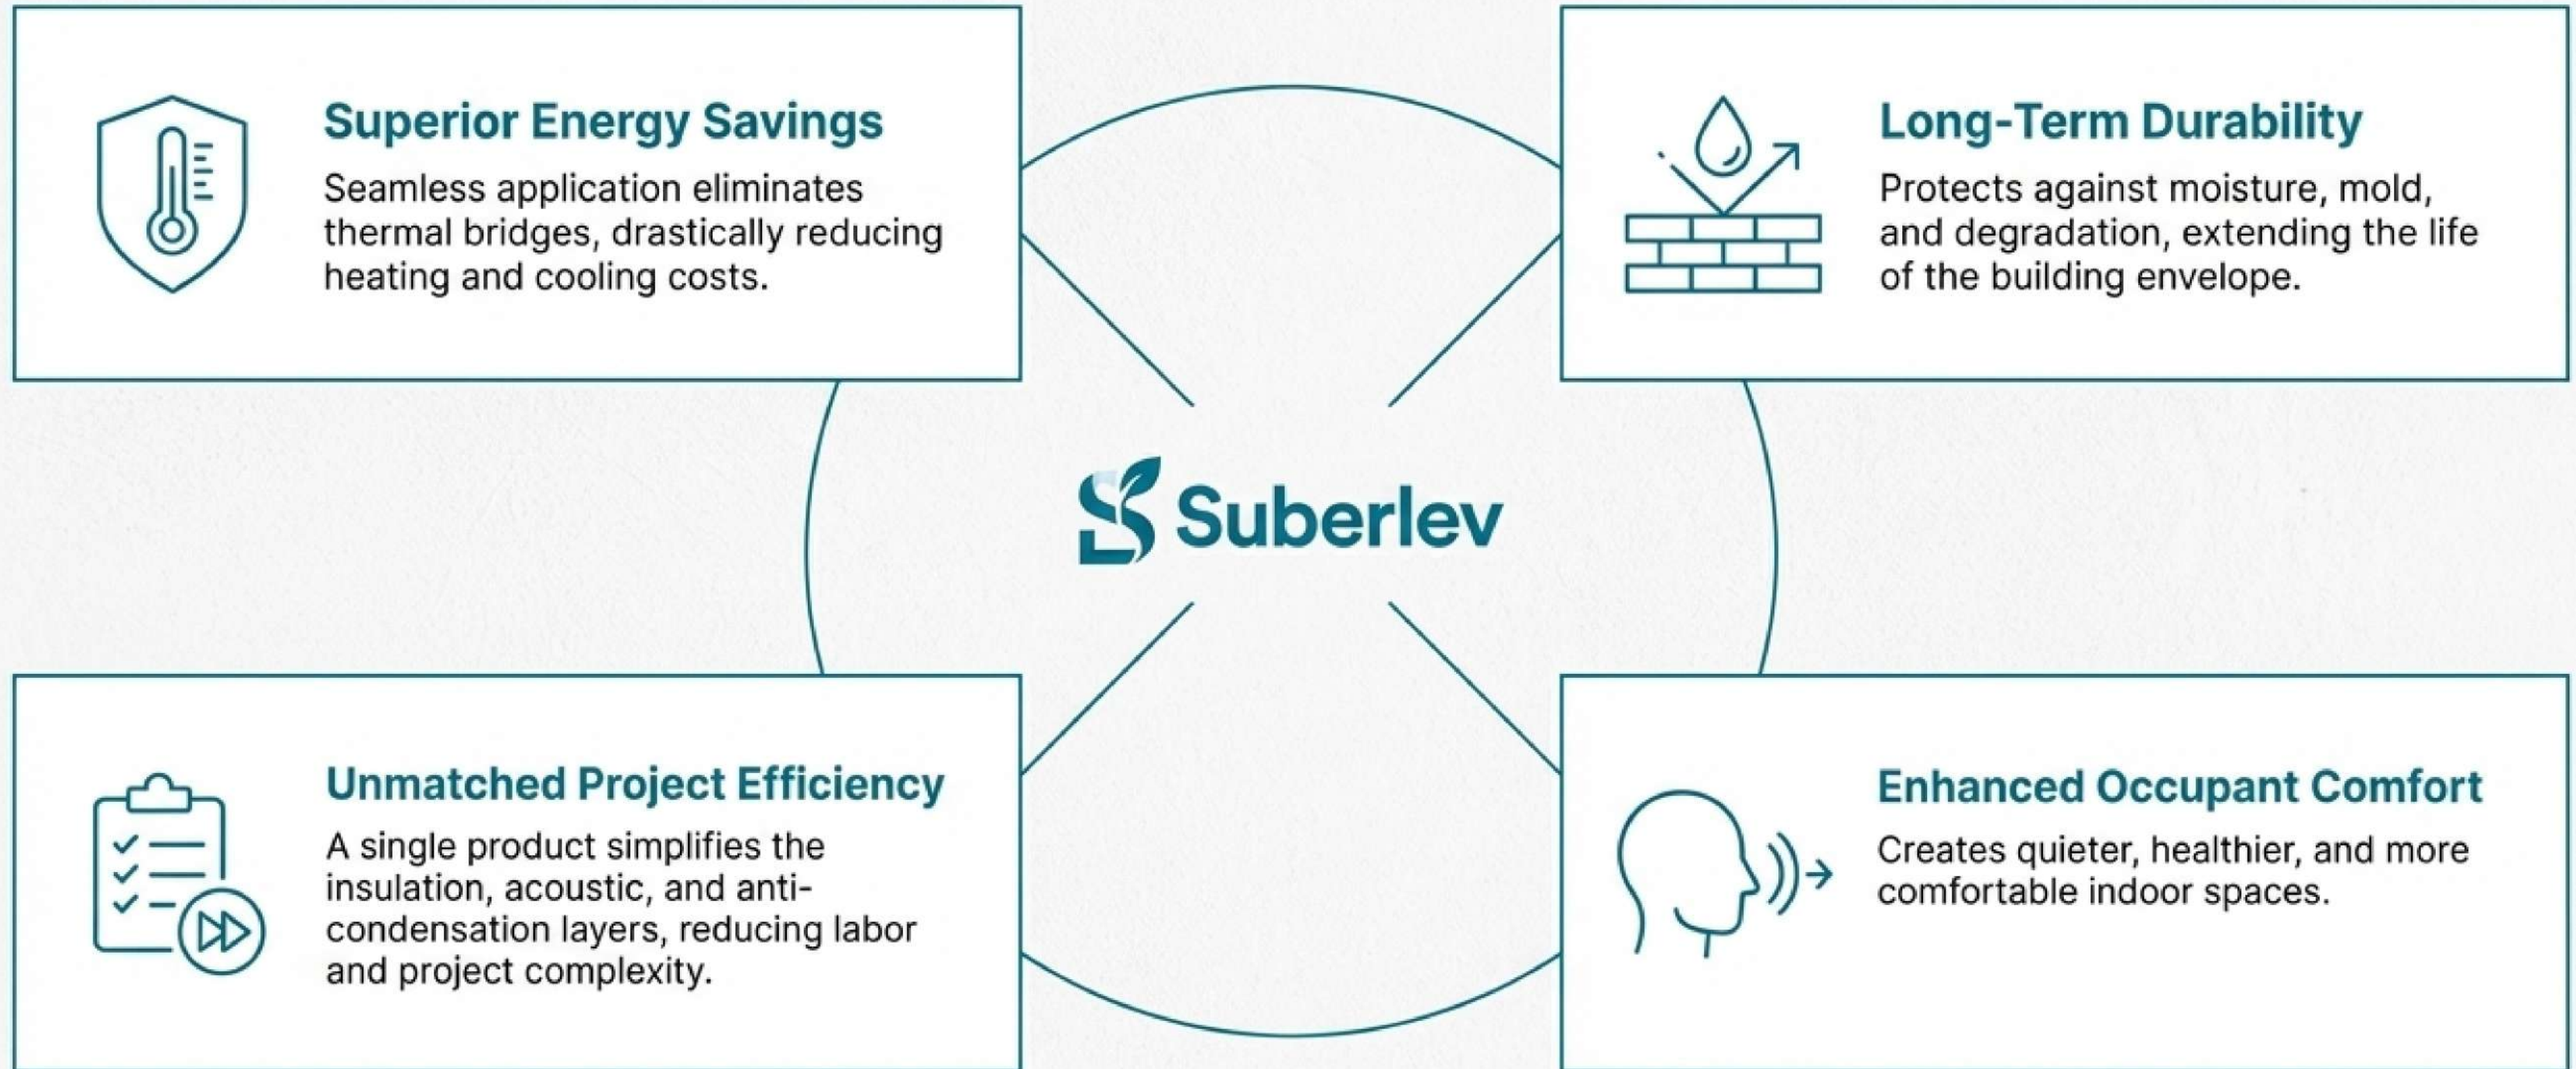 Superior Energy Savings
Seamless application eliminates
thermal bridges, drastically reducing
heating and cooling costs.
Long-Term Durability
Protects against moisture, mold,
and degradation, extending the life
of the building envelope.
Suberlev
Unmatched Project Efficiency
A single product simplifies the
insulation, acoustic, and anti-
condensation layers, reducing labor
and project complexity.
Enhanced Occupant Comfort
Creates quieter, healthier, and more
comfortable indoor spaces.